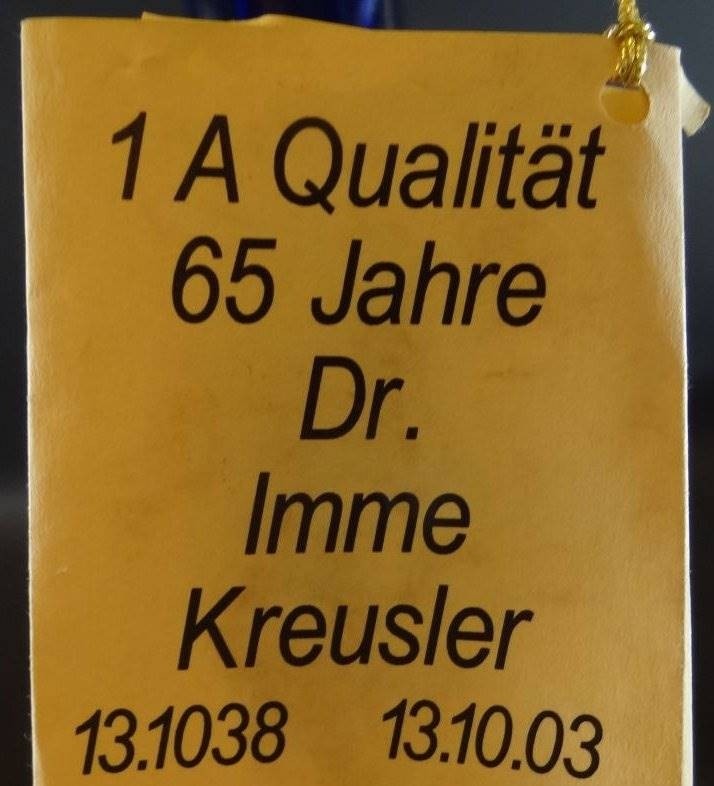 1 A Qualität
65 Jahre
Dr.
Imme
Kreusler
13.1038 13.10.03